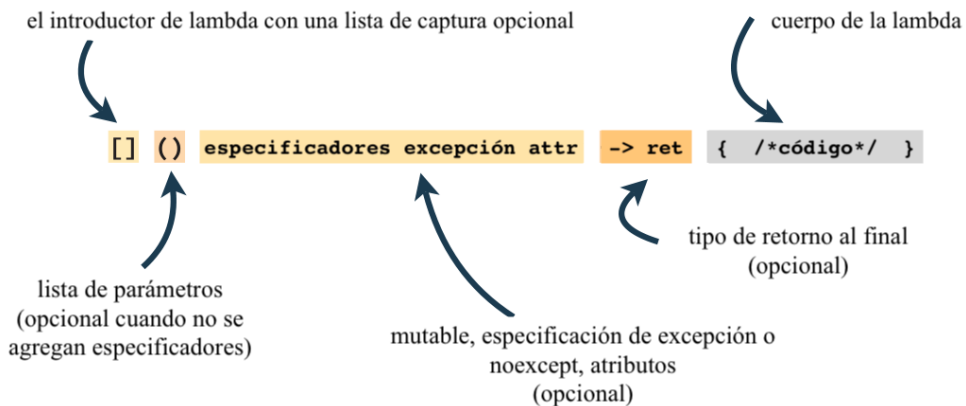 el introductor de lambda con una lista de captura opcional
cuerpo de la lambda
[] () especificadores excepción attr -> ret { /*código*/ }
tipo de retorno al final
(opcional)
lista de parámetros
(opcional cuando no se
agregan especificadores)
mutable, especificación de excepción o
noexcept, atributos
(opcional)